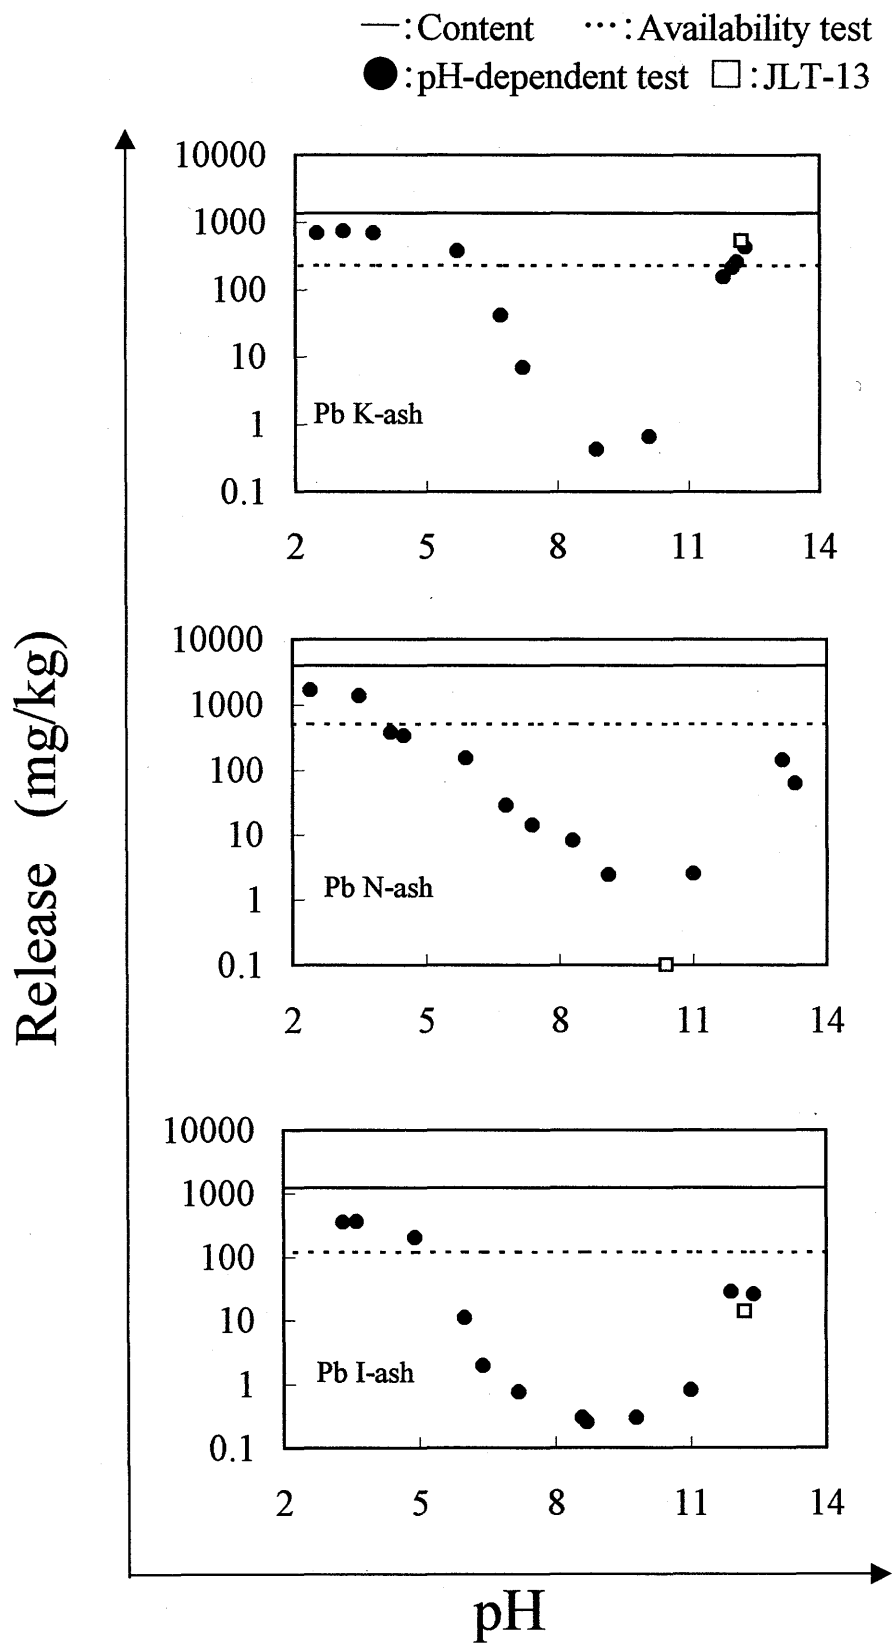 —:Content ···:Availability test
●:pH-dependent test □:JLT-13
10000
1000
100
10
1
0.1
Pb K-ash
2 5 8 11 14
10000
1000
100
10
1
0.1
Pb N-ash
2 5 8 11 14
10000
1000
100
10
1
0.1
Pb I-ash
2 5 8 11 14
Release (mg/kg)
pH